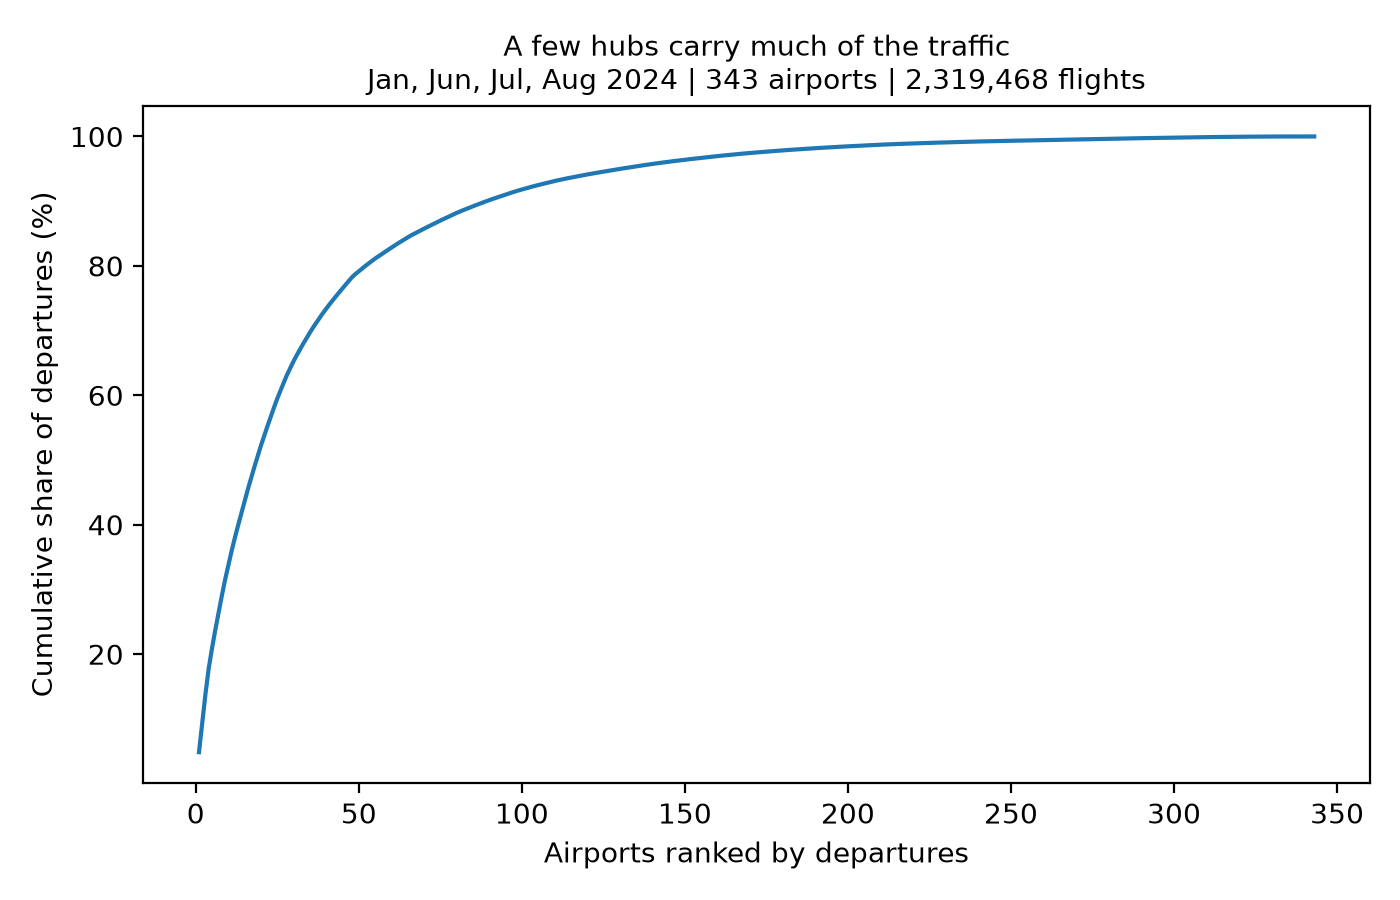 A few hubs carry much of the traffic
Jan, Jun, Jul, Aug 2024 | 343 airports | 2,319,468 flights
Cumulative share of departures (%)
100
80
60
40
20
0 50 100 150 200 250 300 350
Airports ranked by departures